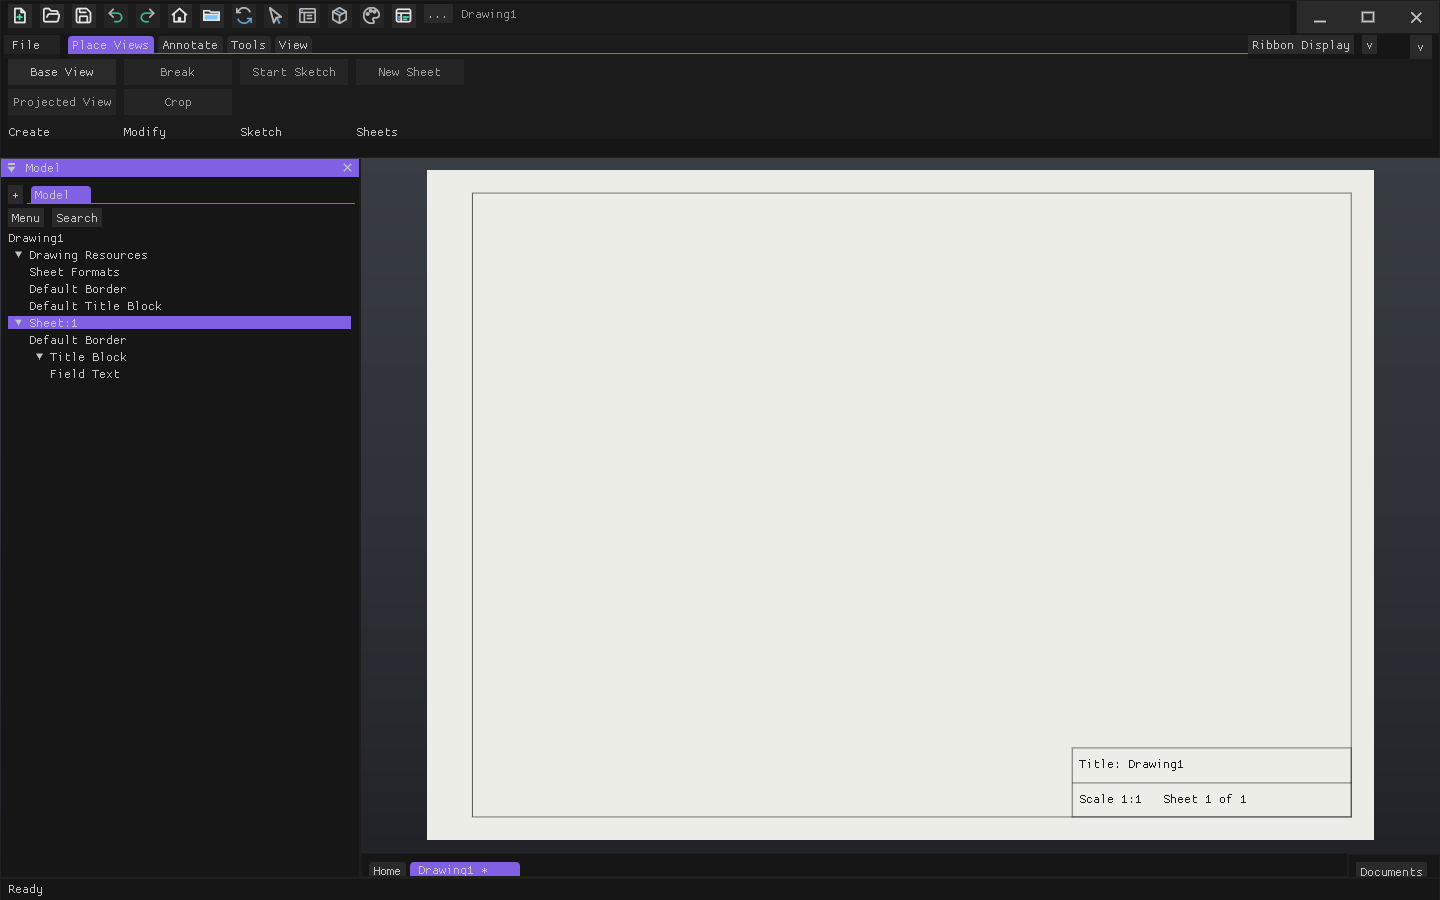 ... Drawing1
File Place Views Annotate Tools View Ribbon Display v v
Base View Break Start Sketch New Sheet
Projected View Crop
Create Modify Sketch Sheets
Model
+ Model
Menu Search
Drawing1
Drawing Resources
Sheet Formats
Default Border
Default Title Block
Sheet:1
Default Border
Title Block
Field Text
Title: Drawing1
Scale 1:1 Sheet 1 of 1
Home Drawing1 * Documents
Ready